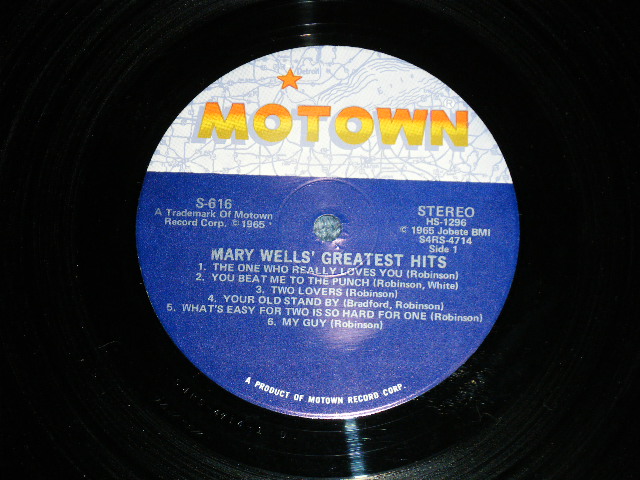 Detroit
MOTOWN
S-616
A Trademark Of Motown
Record Corp. © 1965
STEREO
HS-1296
© 1965 Jobete BMI
S4RS-4714
Side 1
MARY WELLS' GREATEST HITS
1. THE ONE WHO REALLY LOVES YOU (Robinson)
2. YOU BEAT ME TO THE PUNCH (Robinson, White)
3. TWO LOVERS (Robinson)
4. YOUR OLD STAND BY (Bradford, Robinson)
5. WHAT'S EASY FOR TWO IS SO HARD FOR ONE (Robinson)
6. MY GUY (Robinson)
A PRODUCT OF MOTOWN RECORD CORP.